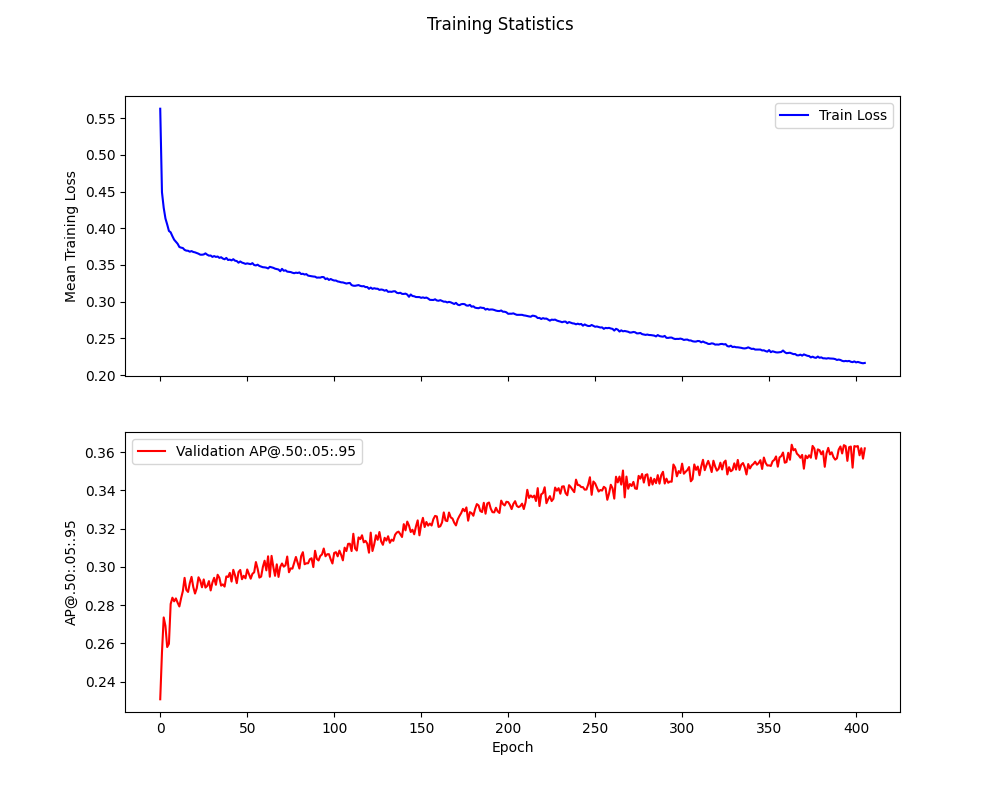 Training Statistics
0.55
0.50
0.45
0.40
0.35
0.30
0.25
0.20
Mean Training Loss
Train Loss
0.36
0.34
0.32
0.30
0.28
0.26
0.24
AP@.50:.05:.95
Validation AP@.50:.05:.95
0 50 100 150 200 250 300 350 400
Epoch